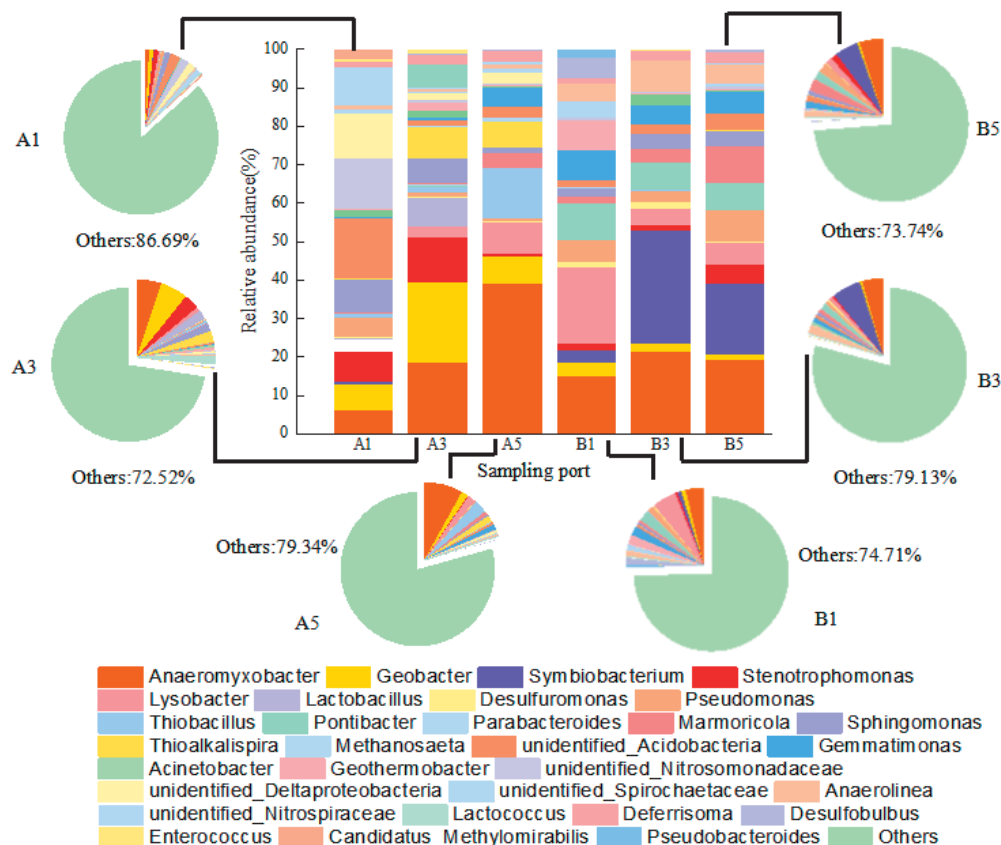 100
90
80
70
60
50
40
30
20
10
0
Relative abundance(%)
A1
A3
A5
B1
B3
B5
Sampling port
A1
Others:86.69%
B5
Others:73.74%
A3
Others:72.52%
B3
Others:79.13%
Others:79.34%
A5
Others:74.71%
B1
Anaeromyxobacter Geobacter Symbiobacterium Stenotrophomonas
Lysobacter Lactobacillus Desulfuromonas Pseudomonas
Thiobacillus Pontibacter Parabacteroides Marmoricola Sphingomonas
Thioalkalispira Methanosaeta unidentified_Acidobacteria Gemmatimonas
Acinetobacter Geothermobacter unidentified_Nitrosomonadaceae
unidentified_Deltaproteobacteria unidentified_Spirochaetaceae Anaerolinea
unidentified_Nitrospiraceae Lactococcus Deferrisoma Desulfobulbus
Enterococcus Candidatus_Methylomirabilis Pseudobacteroides Others